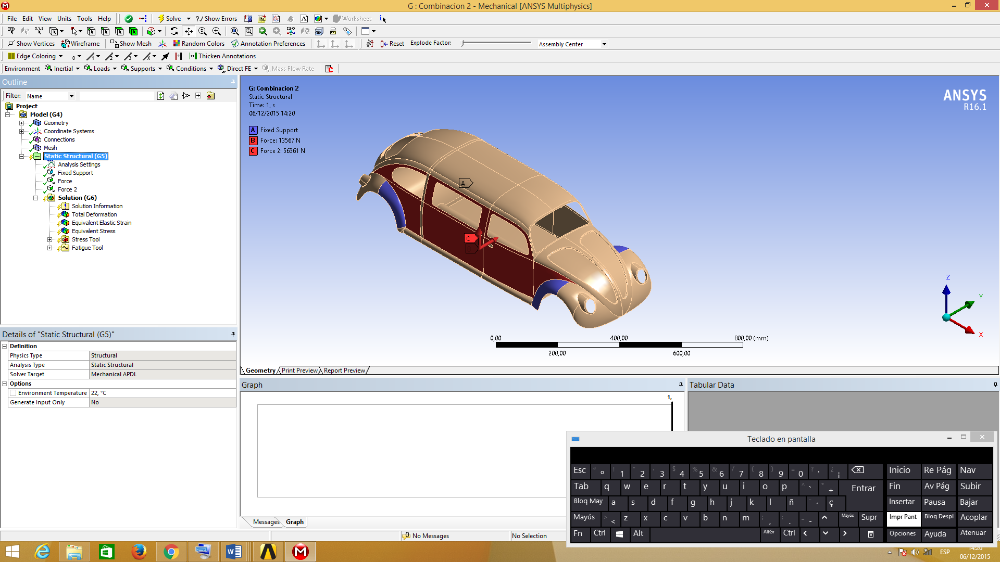 G : Combinacion 2 - Mechanical [ANSYS Multiphysics]
File Edit View Units Tools Help Solve ?/ Show Errors Worksheet
Show Vertices Wireframe Show Mesh Random Colors Annotation Preferences Reset Explode Factor: Assembly Center
Edge Coloring Thicken Annotations
Environment Inertial Loads Supports Conditions Direct FE Mass Flow Rate
Outline
Filter: Name
Project
Model (G4)
Geometry
Coordinate Systems
Connections
Mesh
Static Structural (G5)
Analysis Settings
Fixed Support
Force
Force 2
Solution (G6)
Solution Information
Total Deformation
Equivalent Elastic Strain
Equivalent Stress
Stress Tool
Fatigue Tool
Details of "Static Structural (G5)"
Definition
Physics Type Structural
Analysis Type Static Structural
Solver Target Mechanical APDL
Options
Environment Temperature 22, °C
Generate Input Only No
G: Combinacion 2
Static Structural
Time: 1, s
06/12/2015 14:20
A Fixed Support
B Force: 13567 N
C Force 2: 56361 N
ANSYS
R16.1
A
C
B
Z
Y
X
0,00 400,00 800,00 (mm)
200,00 600,00
Geometry Print Preview Report Preview
Graph
1,
Tabular Data
Messages Graph
No Messages No Selection
Teclado en pantalla
Esc ª º ! 1 " 2 · 3 $ 4 % 5 & 6 / 7 ( 8 ) 9 = 0 ? ' ¿ ¡ Inicio Re Pág Nav
Tab q w e r t y u i o p ^ ` * + Entrar Fin Av Pág Subir
Bloq May a s d f g h j k l ñ ¨ ´ ç Insertar Pausa Bajar
Mayús > < z x c v b n m ; , : . _ - ^ Mayús Supr Impr Pant Bloq Despl Acoplar
Fn Ctrl Alt AltGr Ctrl < > Opciones Ayuda Atenuar
ESP 14:20
06/12/2015